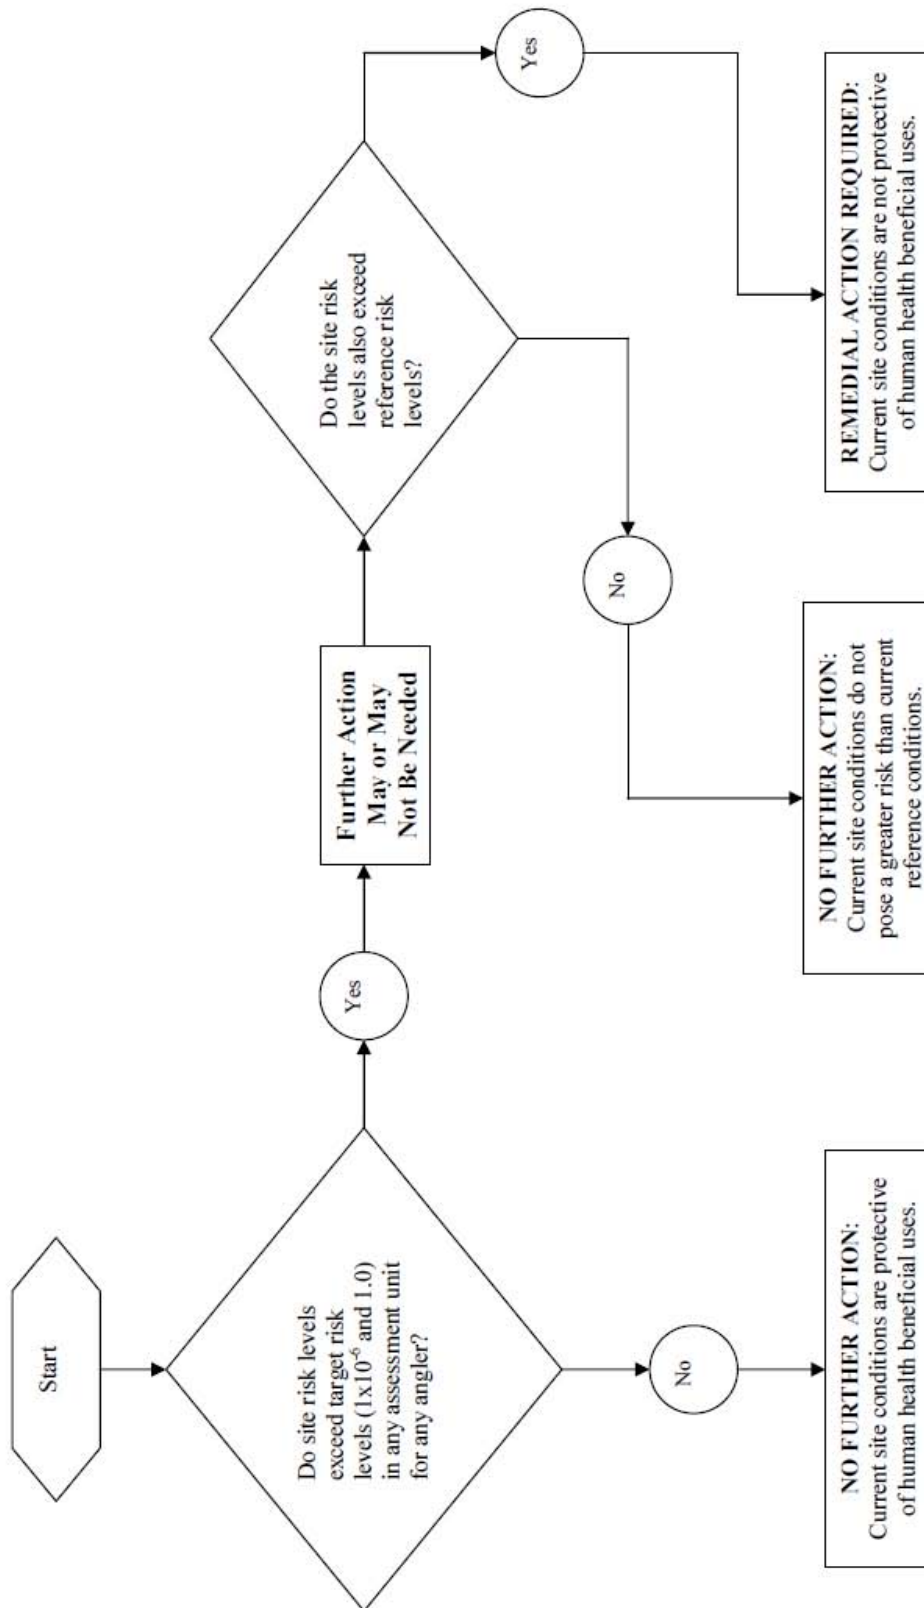 Start
Do site risk levels
exceed target risk
levels (1x10⁻⁶ and 1.0)
in any assessment unit
for any angler?
No
NO FURTHER ACTION:
Current site conditions are protective
of human health beneficial uses.
Yes
Further Action
May or May
Not Be Needed
Do the site risk
levels also exceed
reference risk
levels?
No
NO FURTHER ACTION:
Current site conditions do not
pose a greater risk than current
reference conditions.
Yes
REMEDIAL ACTION REQUIRED:
Current site conditions are not protective
of human health beneficial uses.